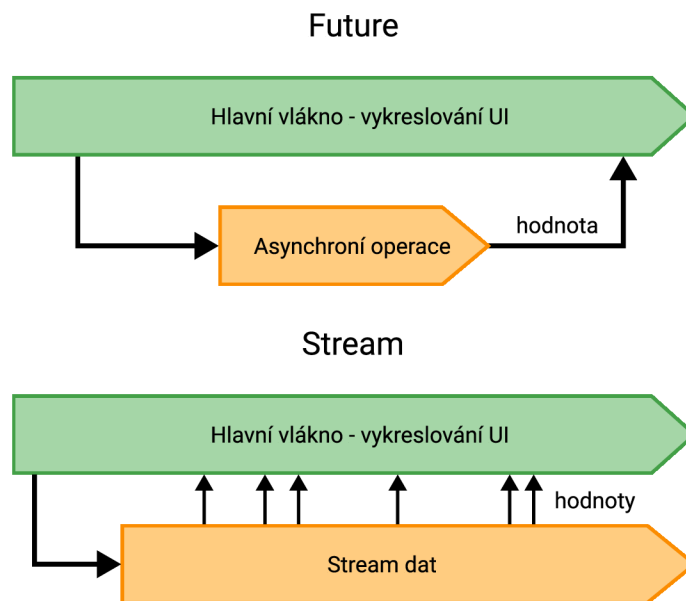 Future
Hlavní vlákno - vykreslování UI
Asynchroní operace
hodnota
Stream
Hlavní vlákno - vykreslování UI
hodnoty
Stream dat